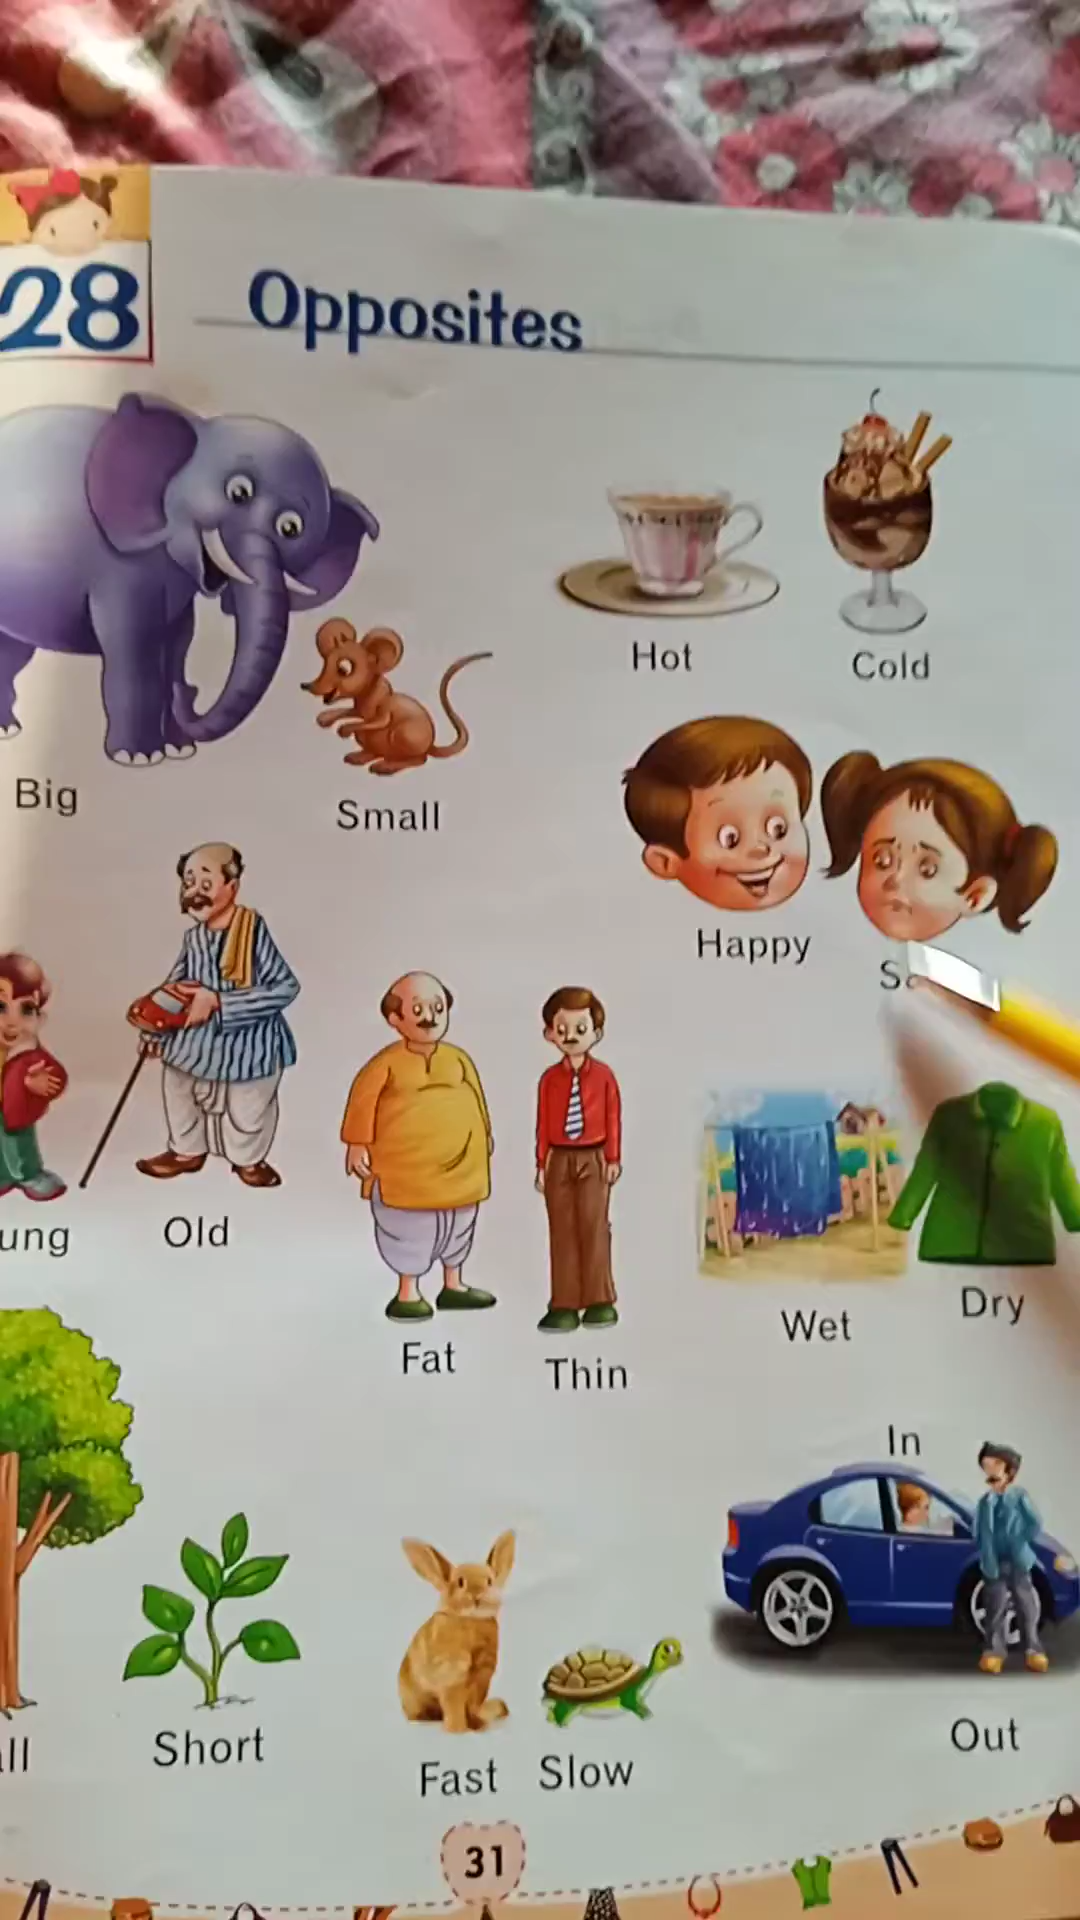 28 Opposites
Hot
Cold
Big
Small
Happy
Old
Fat
Thin
Wet
Dry
In
Short
Fast
Slow
Out
31